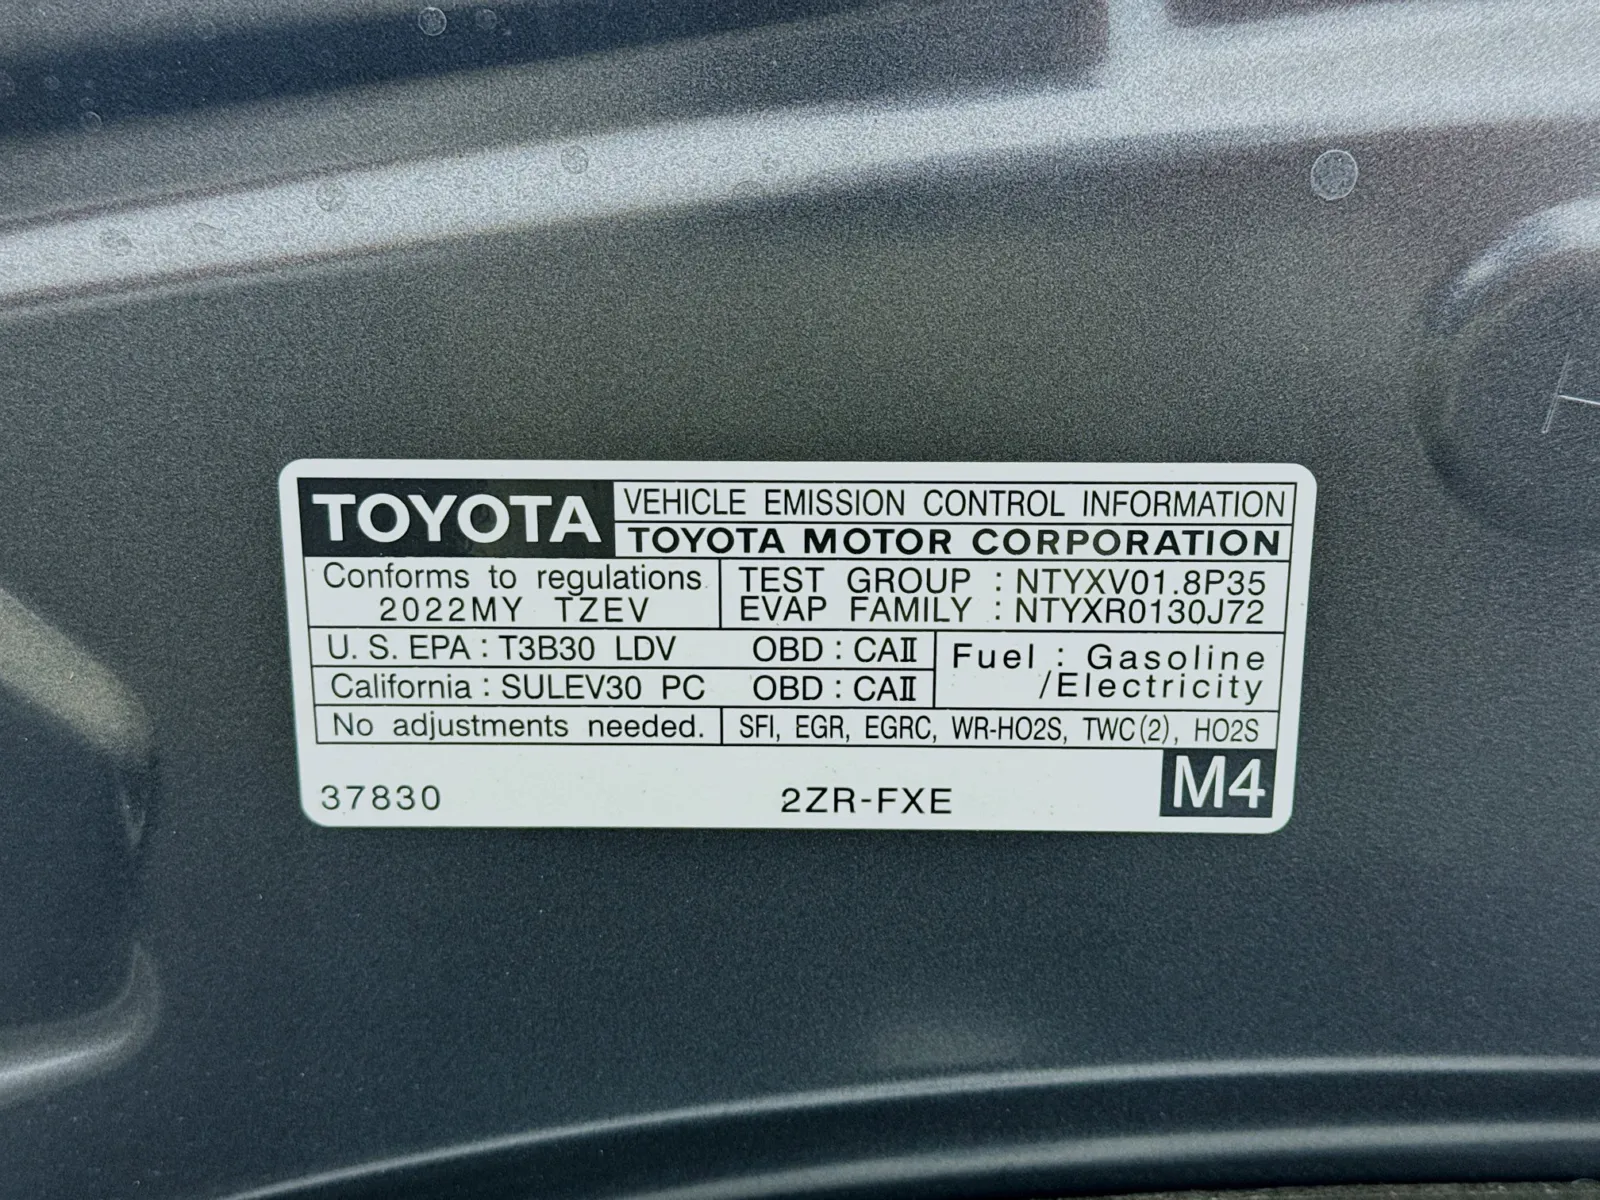 TOYOTA
VEHICLE EMISSION CONTROL INFORMATION
TOYOTA MOTOR CORPORATION
Conforms to regulations
2022MY TZEV
TEST GROUP : NTYXV01.8P35
EVAP FAMILY : NTYXR0130J72
U.S. EPA : T3B30 LDV OBD : CAⅡ
California : SULEV30 PC OBD : CAⅡ
Fuel : Gasoline
/Electricity
No adjustments needed.
SFI, EGR, EGRC, WR-HO2S, TWC(2), HO2S
37830
2ZR-FXE
M4